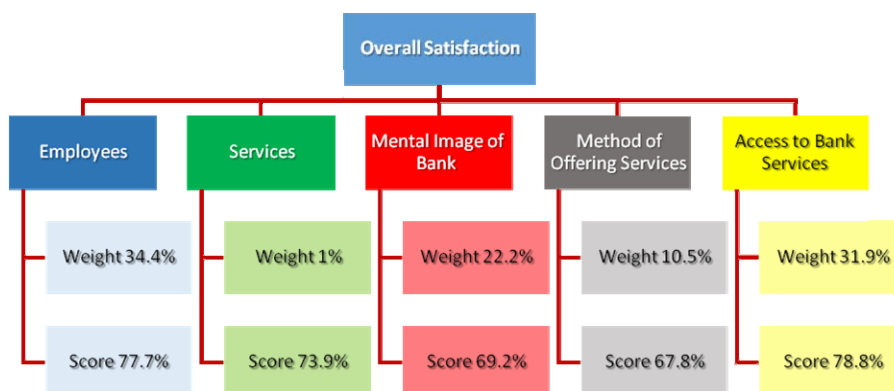 Overall Satisfaction
Employees
Services
Mental Image of
Bank
Method of
Offering Services
Access to Bank
Services
Weight 34.4%
Weight 1%
Weight 22.2%
Weight 10.5%
Weight 31.9%
Score 77.7%
Score 73.9%
Score 69.2%
Score 67.8%
Score 78.8%